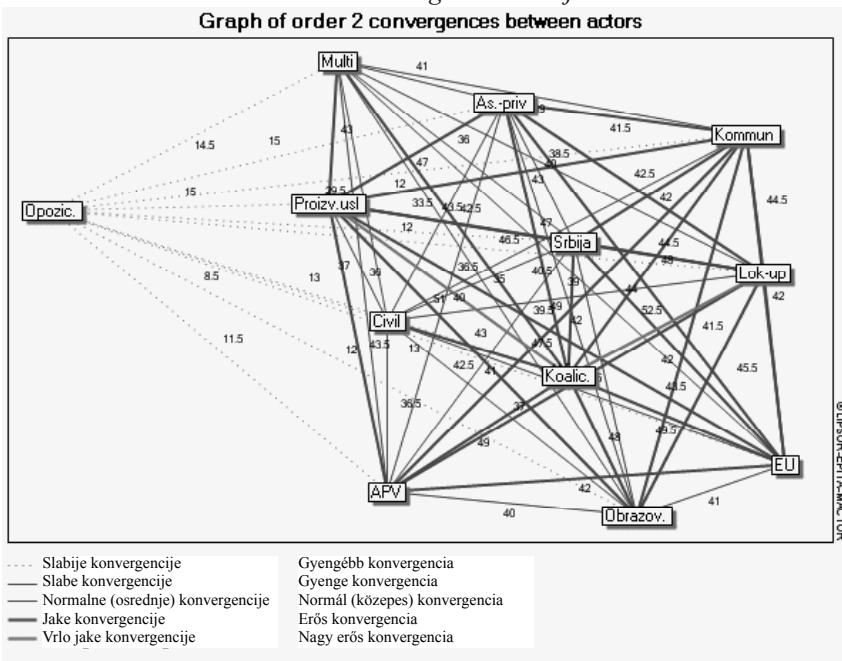 Graph of order 2 convergences between actors
Multi
41
As.-priv
41.5
Kommun
14.5
15
43
36
38.5
47
43
42.5
42
44.5
15
12
Proizv.usl
33.5
Opozic.
12
46.5
47
Srbija
44.5
Lok-up
8.5
13
37
36
36.5
35
40.5
39
44
42
11.5
Civil
51
40
39.5
49
42
52.5
41.5
12
43.5
13
43
47.5
42.5
41
Koalic.
42
43.5
45.5
36.5
37
49
48
49.5
EU
APV
42
40
Obrazov.
41
©LIPSOR-EPITA-MACTOR
Slabije konvergencije Gyengébb konvergencia
Slabe konvergencije Gyenge konvergencia
Normalne (osrednje) konvergencije Normál (közepes) konvergencia
Jake konvergencije Erős konvergencia
Vrlo jake konvergencije Nagy erős konvergencia